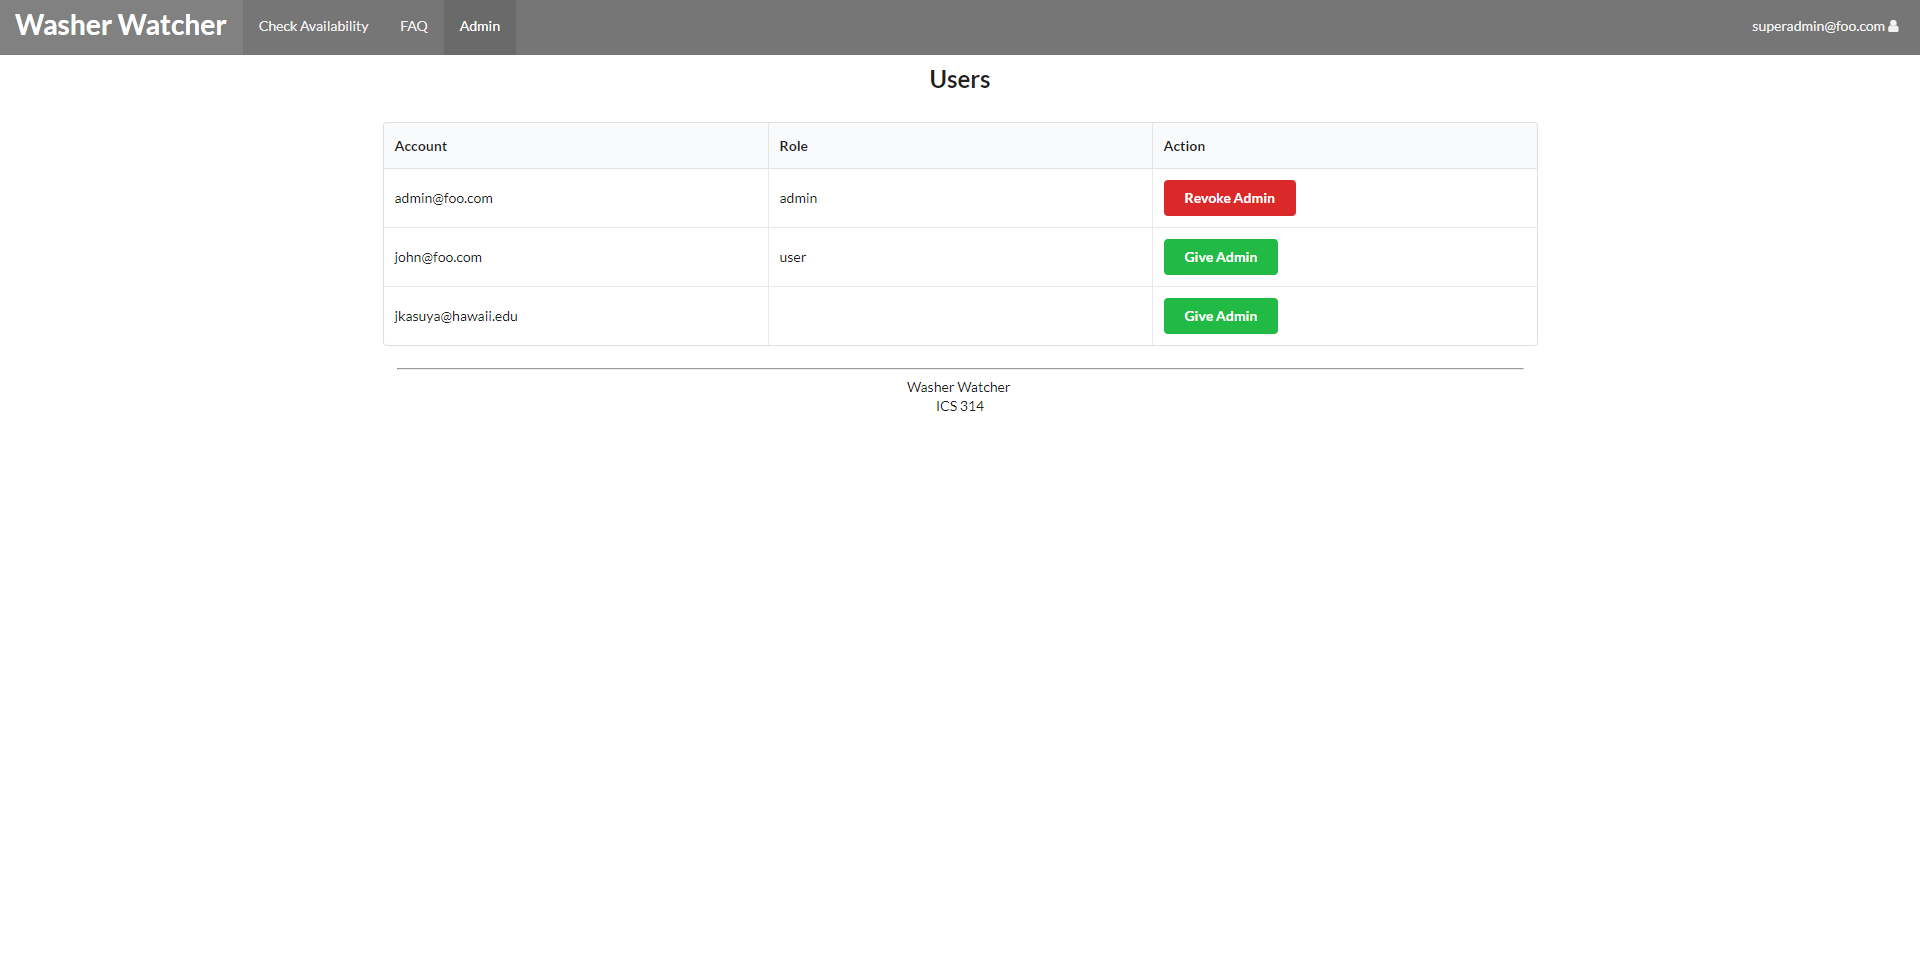 Washer Watcher Check Availability FAQ Admin superadmin@foo.com
Users
Account Role Action
admin@foo.com admin Revoke Admin
john@foo.com user Give Admin
jkasuya@hawaii.edu Give Admin
Washer Watcher
ICS 314